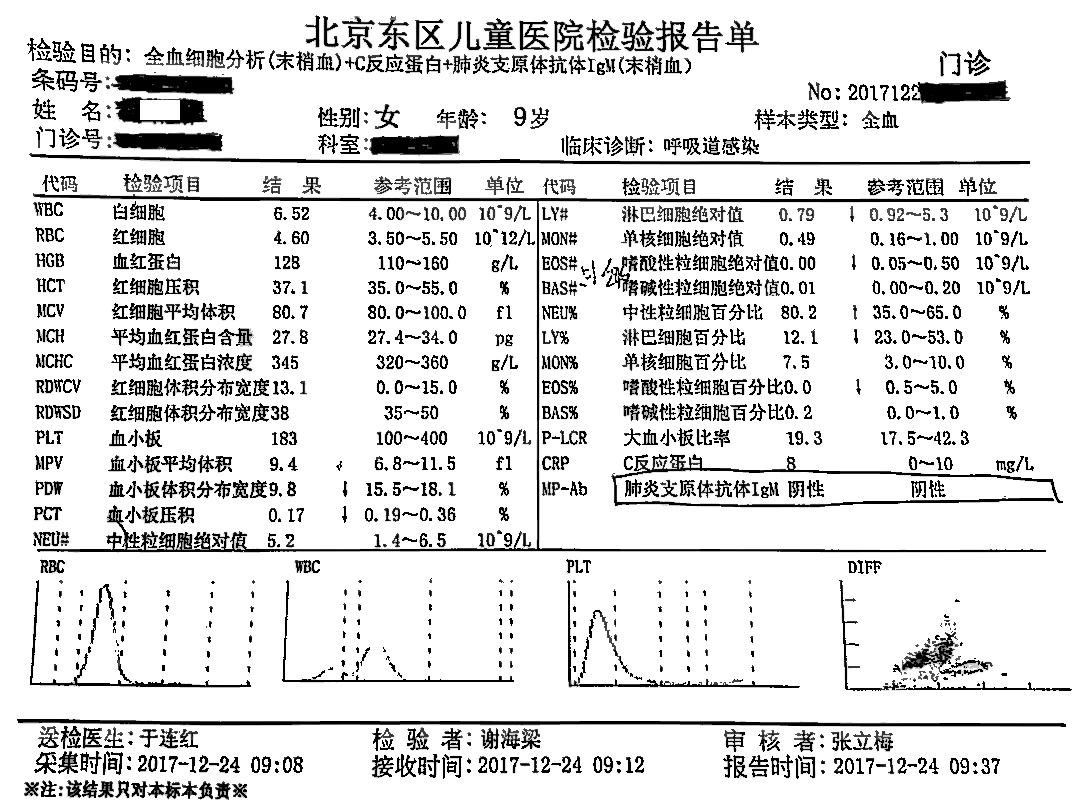 北京东区儿童医院检验报告单
检验目的: 全血细胞分析(末梢血)+C反应蛋白+肺炎支原体抗体IgM(末梢血)
门诊
条码号:
No: 2017122
姓 名:
性别: 女 年龄: 9岁
样本类型: 全血
门诊号:
科室:
临床诊断: 呼吸道感染
代码 检验项目 结 果 参考范围 单位
WBC 白细胞 6.52 4.00~10.00 10^9/L
RBC 红细胞 4.60 3.50~5.50 10^12/L
HGB 血红蛋白 128 110~160 g/L
HCT 红细胞压积 37.1 35.0~55.0 %
MCV 红细胞平均体积 80.7 80.0~100.0 fl
MCH 平均血红蛋白含量 27.8 27.4~34.0 pg
MCHC 平均血红蛋白浓度 345 320~360 g/L
RDWCV 红细胞体积分布宽度13.1 0.0~15.0 %
RDWSD 红细胞体积分布宽度38 35~50 %
PLT 血小板 183 100~400 10^9/L
MPV 血小板平均体积 9.4 6.8~11.5 fl
PDW 血小板体积分布宽度9.8 ↓ 15.5~18.1 %
PCT 血小板压积 0.17 ↓ 0.19~0.36 %
NEU# 中性粒细胞绝对值 5.2 1.4~6.5 10^9/L
代码 检验项目 结 果 参考范围 单位
LY# 淋巴细胞绝对值 0.79 ↓ 0.92~5.3 10^9/L
MON# 单核细胞绝对值 0.49 0.16~1.00 10^9/L
EOS# 嗜酸性粒细胞绝对值0.00 ↓ 0.05~0.50 10^9/L
BAS# 嗜碱性粒细胞绝对值0.01 0.00~0.20 10^9/L
NEU% 中性粒细胞百分比 80.2 ↑ 35.0~65.0 %
LY% 淋巴细胞百分比 12.1 ↓ 23.0~53.0 %
MON% 单核细胞百分比 7.5 3.0~10.0 %
EOS% 嗜酸性粒细胞百分比0.0 ↓ 0.5~5.0 %
BAS% 嗜碱性粒细胞百分比0.2 0.0~1.0 %
P-LCR 大血小板比率 19.3 17.5~42.3
CRP C反应蛋白 8 0~10 mg/L
MP-Ab 肺炎支原体抗体IgM 阴性 阴性
RBC WBC PLT DIFF
送检医生: 于连红 检 验 者: 谢海梁 审 核 者: 张立梅
采集时间: 2017-12-24 09:08 接收时间: 2017-12-24 09:12 报告时间: 2017-12-24 09:37
※注:该结果只对本标本负责※